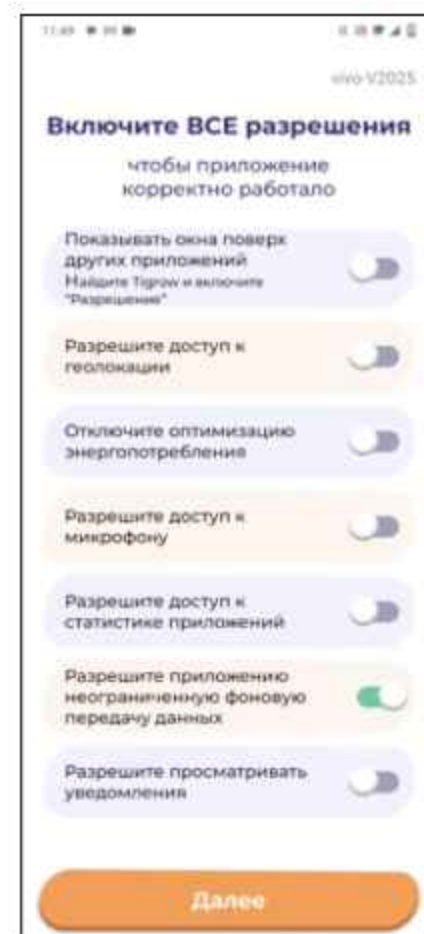 11:49
vivo V2025
Включите ВСЕ разрешения
чтобы приложение
корректно работало
Показывать окна поверх
других приложений
Найдите Tigrow и включите
"Разрешение"
Разрешите доступ к
геолокации
Отключите оптимизацию
энергопотребления
Разрешите доступ к
микрофону
Разрешите доступ к
статистике приложений
Разрешите приложению
неограниченную фоновую
передачу данных
Разрешите просматривать
уведомления
Далее